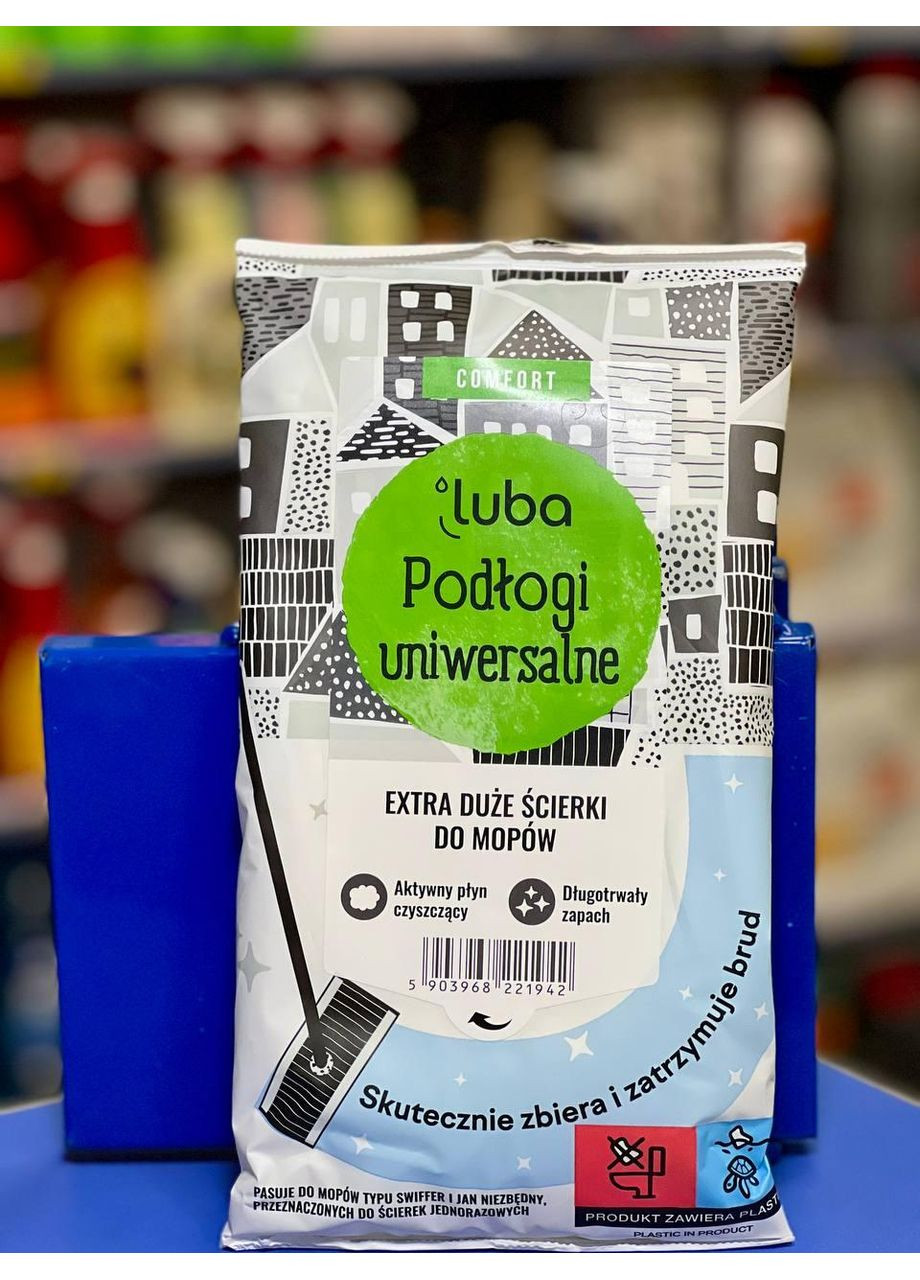 COMFORT
luba
Podłogi
uniwersalne
EXTRA DUŻE ŚCIERKI
DO MOPÓW
Aktywny płyn
czyszczący
Długotrwały
zapach
5 903968 221942
Skutecznie zbiera i zatrzymuje brud
PASUJE DO MOPÓW TYPU SWIFFER I JAN NIEZBĘDNY,
PRZEZNACZONYCH DO ŚCIEREK JEDNORAZOWYCH
PRODUKT ZAWIERA PLAST
PLASTIC IN PRODUCT